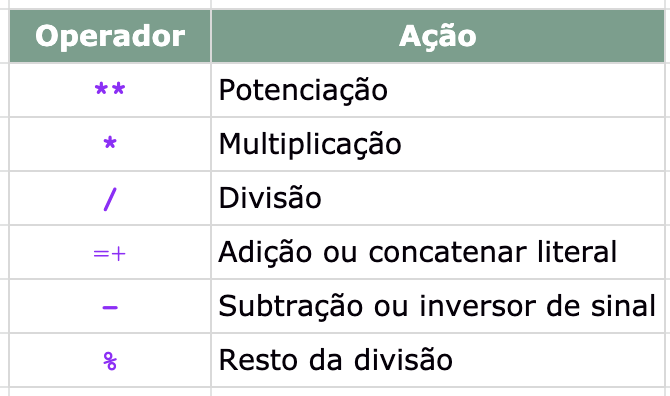 Operador Ação
** Potenciação
* Multiplicação
/ Divisão
=+ Adição ou concatenar literal
- Subtração ou inversor de sinal
% Resto da divisão